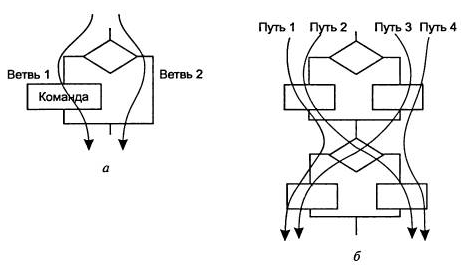 Путь 1 Путь 2 Путь 3 Путь 4
Ветвь 1 Ветвь 2
Команда
а
б